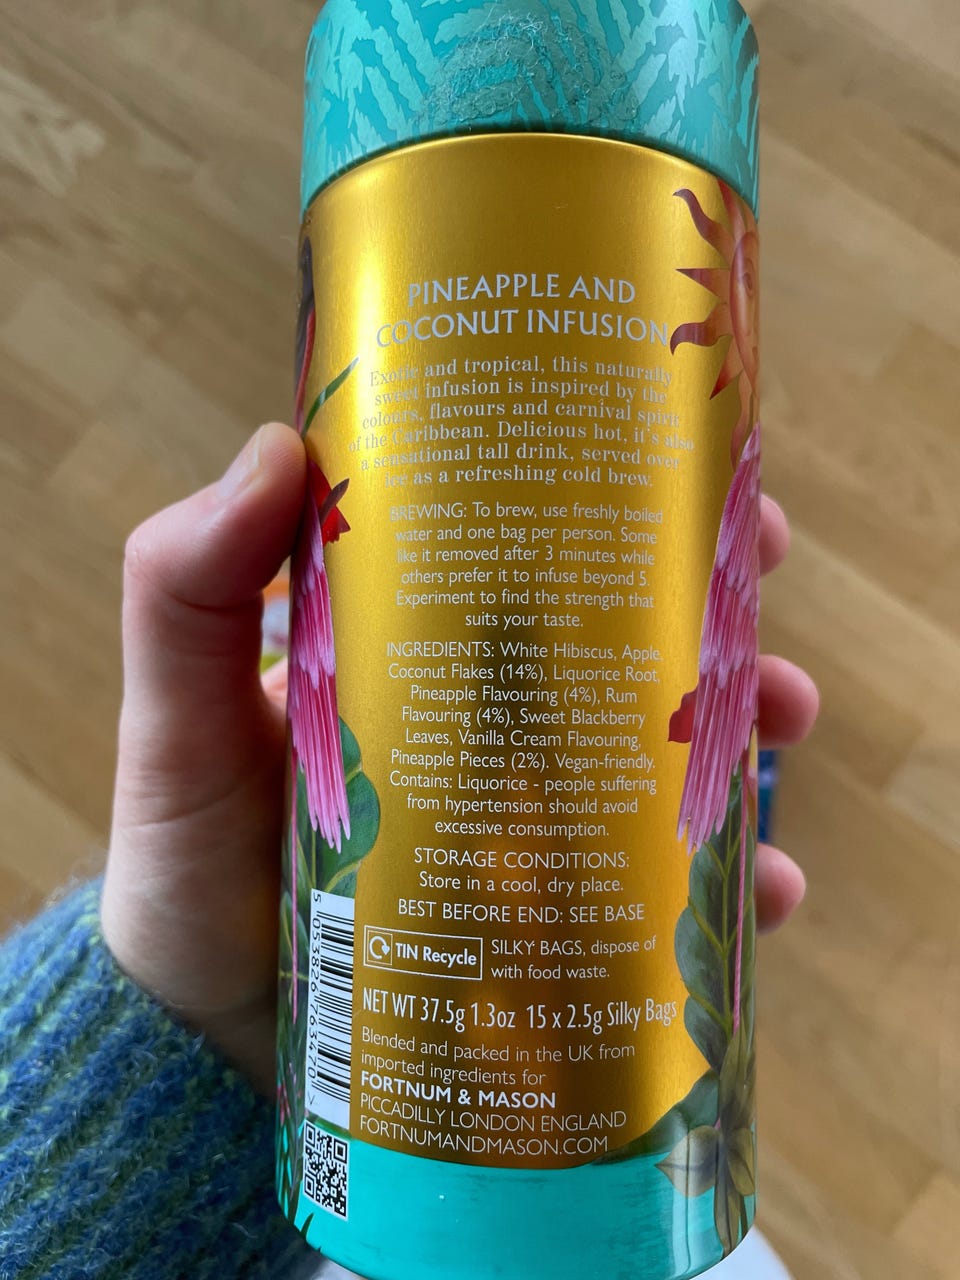 PINEAPPLE AND
COCONUT INFUSION
Exotic and tropical, this naturally
sweet infusion is inspired by the
colours, flavours and carnival spirit
of the Caribbean. Delicious hot, it's also
a sensational tall drink, served over
ice as a refreshing cold brew.
BREWING: To brew, use freshly boiled
water and one bag per person. Some
like it removed after 3 minutes while
others prefer it to infuse beyond 5.
Experiment to find the strength that
suits your taste.
INGREDIENTS: White Hibiscus, Apple,
Coconut Flakes (14%), Liquorice Root,
Pineapple Flavouring (4%), Rum
Flavouring (4%), Sweet Blackberry
Leaves, Vanilla Cream Flavouring,
Pineapple Pieces (2%). Vegan-friendly.
Contains: Liquorice - people suffering
from hypertension should avoid
excessive consumption.
STORAGE CONDITIONS:
Store in a cool, dry place.
BEST BEFORE END: SEE BASE
TIN Recycle
SILKY BAGS, dispose of
with food waste.
NET WT 37.5g 1.3oz 15 x 2.5g Silky Bags
Blended and packed in the UK from
imported ingredients for
FORTNUM & MASON
PICCADILLY LONDON ENGLAND
FORTNUMANDMASON.COM
5 053826 763470 >